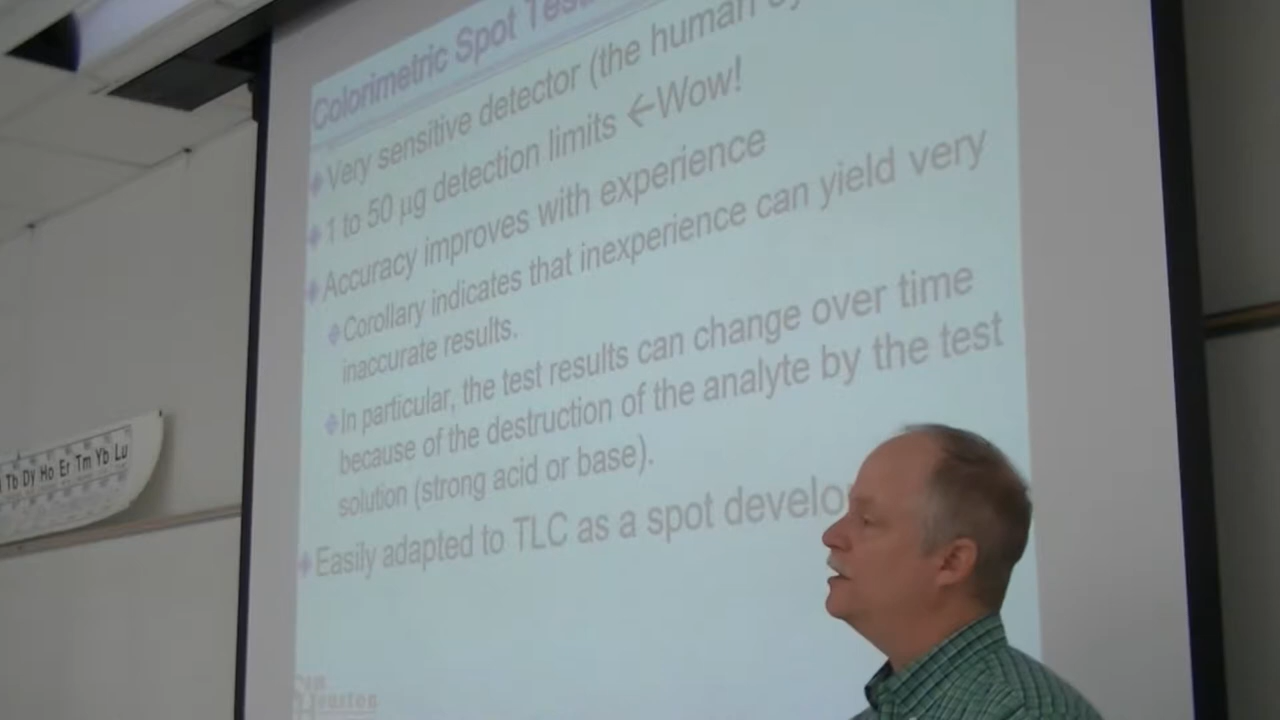 Colorimetric Spot
Very sensitive detector (the human
1 to 50 µg detection limits ←Wow!
Accuracy improves with experience
Corollary indicates that inexperience can yield very
inaccurate results.
In particular, the test results can change over time
because of the destruction of the analyte by the test
solution (strong acid or base).
Easily adapted to TLC as a spot
Tb Dy Ho Er Tm Yb Lu
Sam
Houston